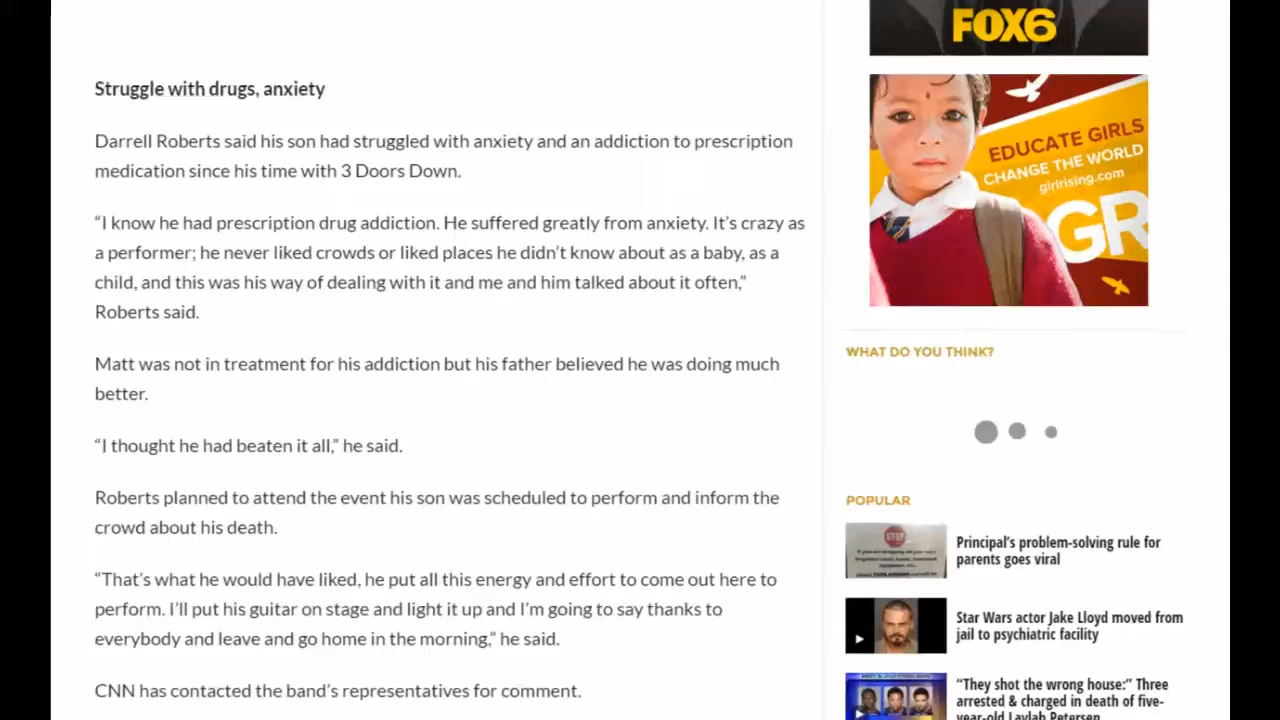 Struggle with drugs, anxiety
Darrell Roberts said his son had struggled with anxiety and an addiction to prescription
medication since his time with 3 Doors Down.
“I know he had prescription drug addiction. He suffered greatly from anxiety. It’s crazy as
a performer; he never liked crowds or liked places he didn’t know about as a baby, as a
child, and this was his way of dealing with it and me and him talked about it often,”
Roberts said.
Matt was not in treatment for his addiction but his father believed he was doing much
better.
“I thought he had beaten it all,” he said.
Roberts planned to attend the event his son was scheduled to perform and inform the
crowd about his death.
“That’s what he would have liked, he put all this energy and effort to come out here to
perform. I’ll put his guitar on stage and light it up and I’m going to say thanks to
everybody and leave and go home in the morning,” he said.
CNN has contacted the band’s representatives for comment.
FOX6
EDUCATE GIRLS
CHANGE THE WORLD
girlrising.com
GR
WHAT DO YOU THINK?
POPULAR
STOP
Principal’s problem-solving rule for
parents goes viral
Star Wars actor Jake Lloyd moved from
jail to psychiatric facility
“They shot the wrong house:” Three
arrested & charged in death of five-
year-old Laylah Petersen